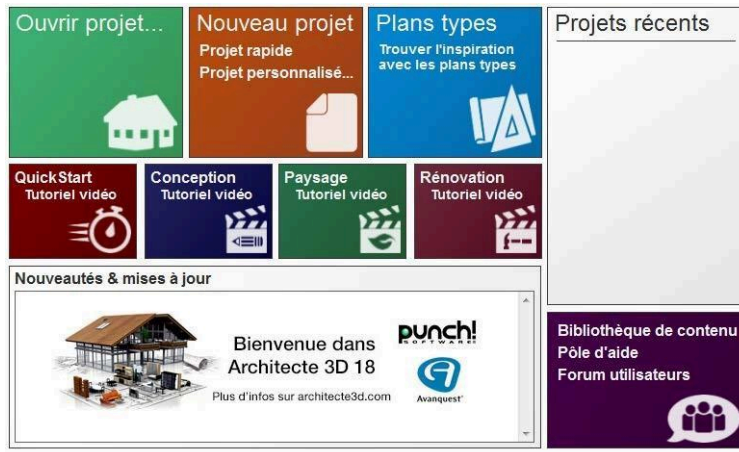 Ouvrir projet...
Nouveau projet
Projet rapide
Projet personnalisé...
Plans types
Trouver l'inspiration
avec les plans types
Projets récents
QuickStart
Tutoriel vidéo
Conception
Tutoriel vidéo
Paysage
Tutoriel vidéo
Rénovation
Tutoriel vidéo
Nouveautés & mises à jour
Bienvenue dans
Architecte 3D 18
Plus d'infos sur architecte3d.com
punch!
SOFTWARE
Avanquest
Bibliothèque de contenu
Pôle d'aide
Forum utilisateurs